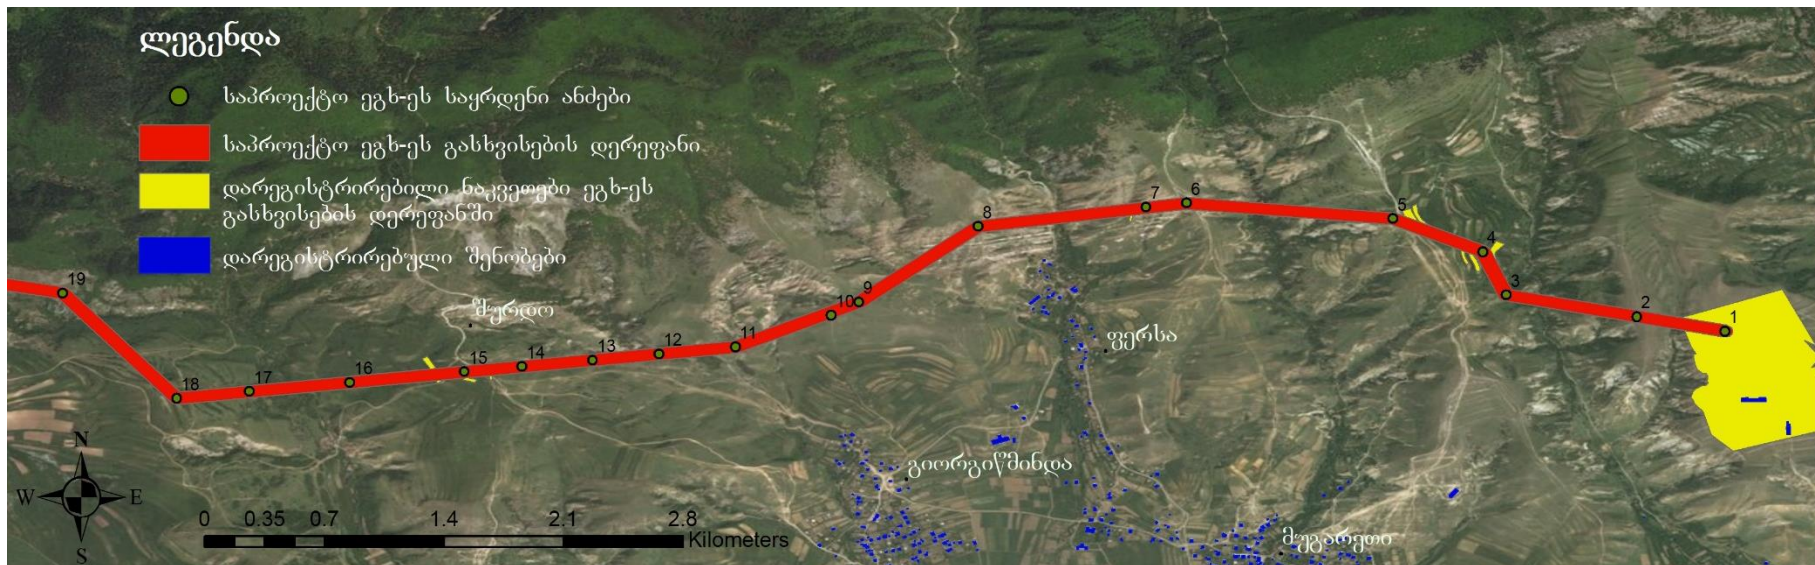 ლეგენდა
საპროექტო ეგხ-ეს საყრდენი ანძები
საპროექტო ეგხ-ეს გასხვისების დერეფანი
დარეგისტრირებილი ნაკვეთები ეგხ-ეს
გასხვისების დერეფანში
დარეგისტრირებული შენობები
7
6
8
5
4
19
3
9
10
2
1
შურდო
11
12
ფერსა
13
14
15
16
17
18
N
გიორგიწმინდა
W
E
0
0.35
0.7
1.4
2.1
2.8
Kilometers
მუგარეთი
S